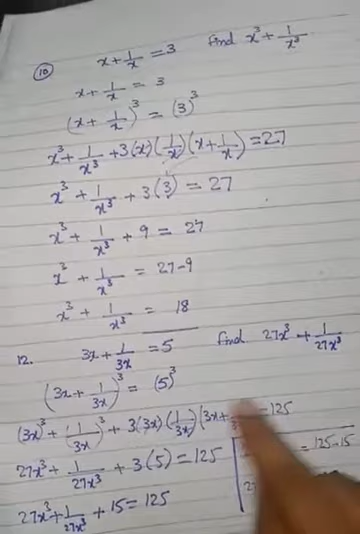 (10) x + 1/x = 3 find x³ + 1/x³
x + 1/x = 3
(x + 1/x)³ = (3)³
x³ + 1/x³ + 3(x)(1/x)(x + 1/x) = 27
x³ + 1/x³ + 3(3) = 27
x³ + 1/x³ + 9 = 27
x³ + 1/x³ = 27-9
x³ + 1/x³ = 18
12. 3x + 1/3x = 5 find 27x³ + 1/27x³
(3x + 1/3x)³ = (5)³
(3x)³ + (1/3x)³ + 3(3x)(1/3x)(3x + = 125
27x³ + 1/27x³ + 3(5) = 125
27x³ + 1/27x³ + 15 = 125
= 125-15